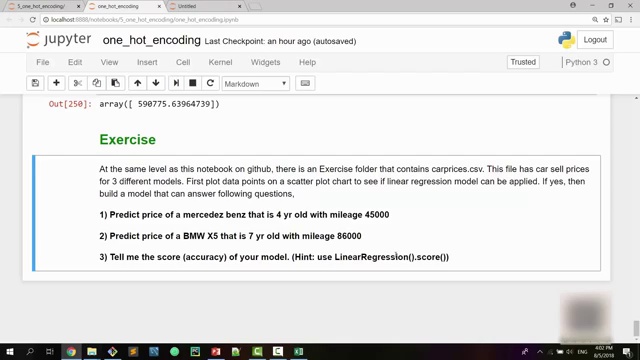 5_one_hot_encoding/
one_hot_encoding
Untitled
localhost:8888/notebooks/5_one_hot_encoding/one_hot_encoding.ipynb
jupyter one_hot_encoding Last Checkpoint: an hour ago (autosaved)
Logout
File Edit View Insert Cell Kernel Widgets Help
Trusted
Python 3
Markdown
Out[250]: array([ 590775.63964739])
Exercise
At the same level as this notebook on github, there is an Exercise folder that contains carprices.csv. This file has car sell prices
for 3 different models. First plot data points on a scatter plot chart to see if linear regression model can be applied. If yes, then
build a model that can answer following questions,
1) Predict price of a mercedez benz that is 4 yr old with mileage 45000
2) Predict price of a BMW X5 that is 7 yr old with mileage 86000
3) Tell me the score (accuracy) of your model. (Hint: use LinearRegression().score())
ENG
4:02 PM
8/5/2018